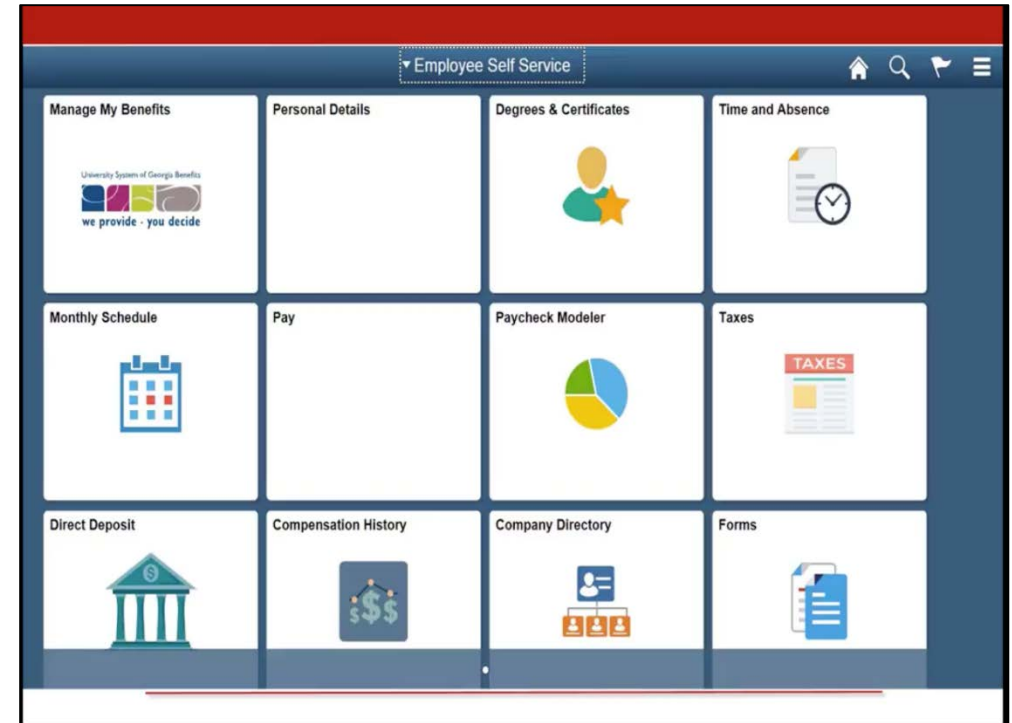 Employee Self Service
Manage My Benefits
Personal Details
Degrees & Certificates
Time and Absence
University System of Georgia Benefits
we provide - you decide
Monthly Schedule
Pay
Paycheck Modeler
Taxes
TAXES
Direct Deposit
Compensation History
Company Directory
Forms
$
s$s